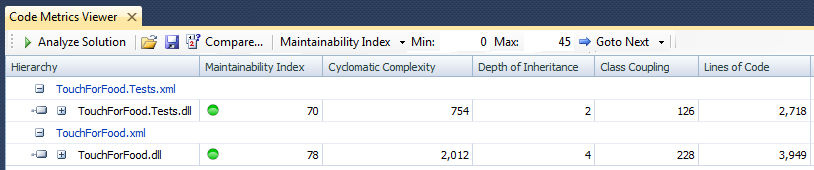 Code Metrics Viewer
Analyze Solution Compare... Maintainability Index Min: 0 Max: 45 Goto Next
Hierarchy Maintainability Index Cyclomatic Complexity Depth of Inheritance Class Coupling Lines of Code
TouchForFood.Tests.xml
TouchForFood.Tests.dll 70 754 2 126 2,718
TouchForFood.xml
TouchForFood.dll 78 2,012 4 228 3,949